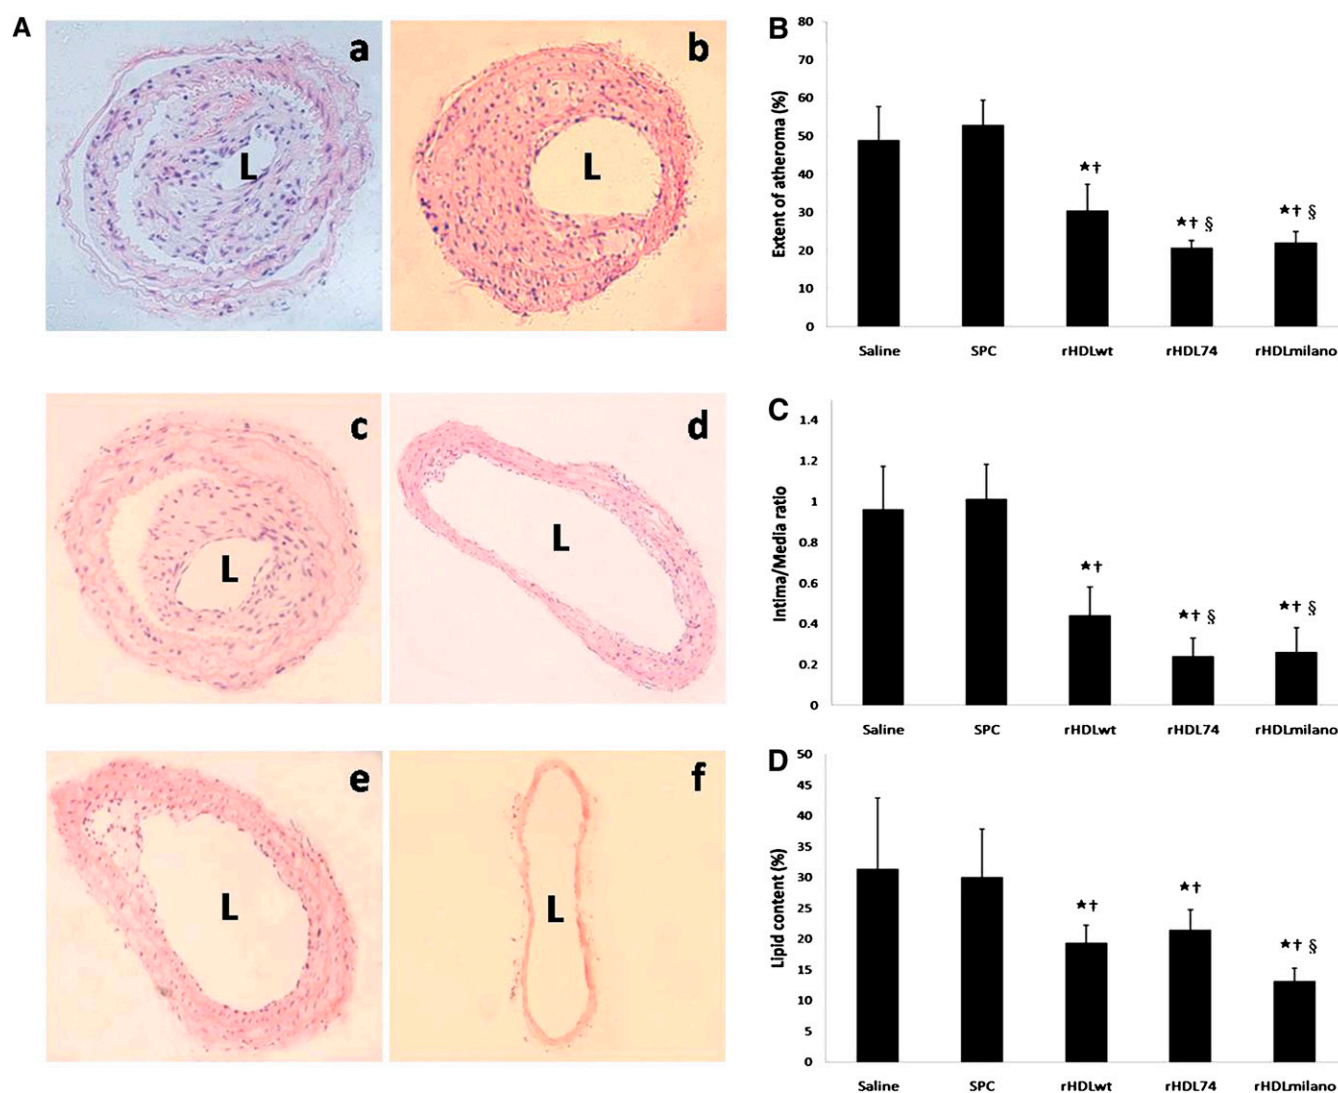 A
a
L
b
L
c
L
d
L
e
L
f
L
B
Extent of atheroma (%)
80
70
60
50
40
30
20
10
0
★†
★† §
★† §
Saline SPC rHDLwt rHDL74 rHDLmilano
C
Intima/Media ratio
1.4
1.2
1
0.8
0.6
0.4
0.2
0
★†
★† §
★† §
Saline SPC rHDLwt rHDL74 rHDLmilano
D
Lipid content (%)
50
45
40
35
30
25
20
15
10
5
0
★†
★†
★† §
Saline SPC rHDLwt rHDL74 rHDLmilano